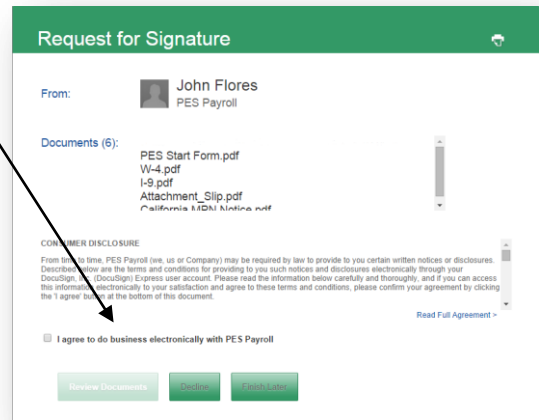 Request for Signature
From:
John Flores
PES Payroll
Documents (6):
PES Start Form.pdf
W-4.pdf
I-9.pdf
Attachment_Slip.pdf
California MPN Notice.pdf
CONSUMER DISCLOSURE
From time to time, PES Payroll (we, us or Company) may be required by law to provide to you certain written notices or disclosures.
Described below are the terms and conditions for providing to you such notices and disclosures electronically through your
DocuSign, Inc. (DocuSign) Express user account. Please read the information below carefully and thoroughly, and if you can access
this information electronically to your satisfaction and agree to these terms and conditions, please confirm your agreement by clicking
the 'I agree' button at the bottom of this document.
Read Full Agreement >
I agree to do business electronically with PES Payroll
Review Documents
Decline
Finish Later